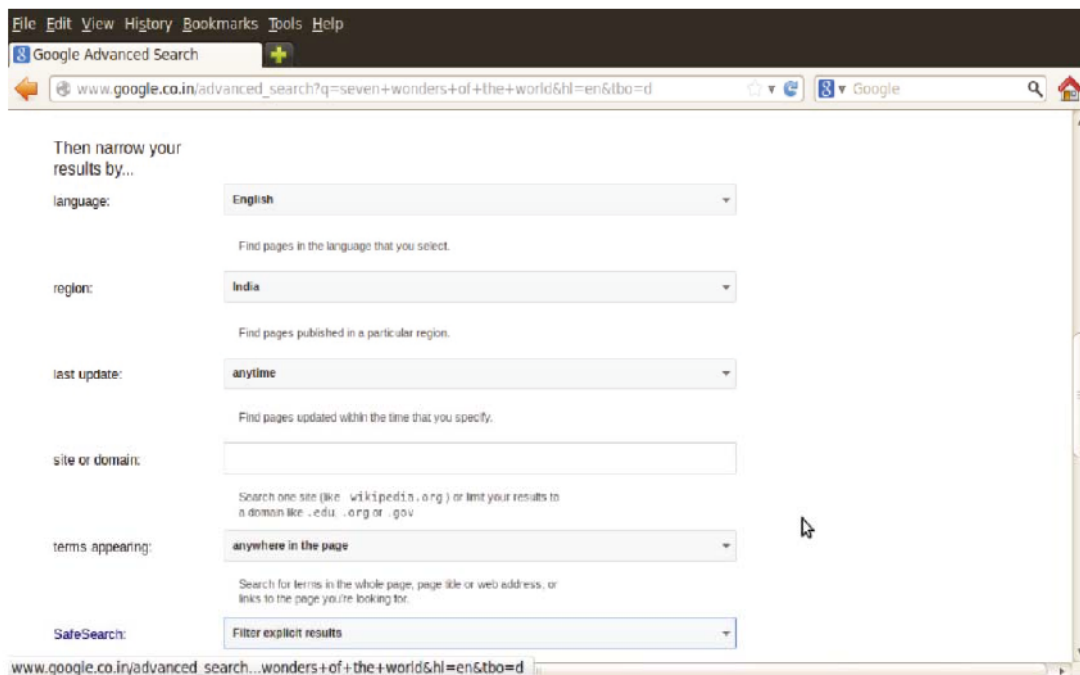 File Edit View History Bookmarks Tools Help
Google Advanced Search
www.google.co.in/advanced_search?q=seven+wonders+of+the+world&hl=en&tbo=d
Google
Then narrow your
results by...
language:
English
Find pages in the language that you select.
region:
India
Find pages published in a particular region.
last update:
anytime
Find pages updated within the time that you specify.
site or domain:
Search one site (like wikipedia.org ) or limit your results to
a domain like .edu, .org or .gov
terms appearing:
anywhere in the page
Search for terms in the whole page, page title or web address, or
links to the page you're looking for.
SafeSearch:
Filter explicit results
www.google.co.in/advanced_search...wonders+of+the+world&hl=en&tbo=d